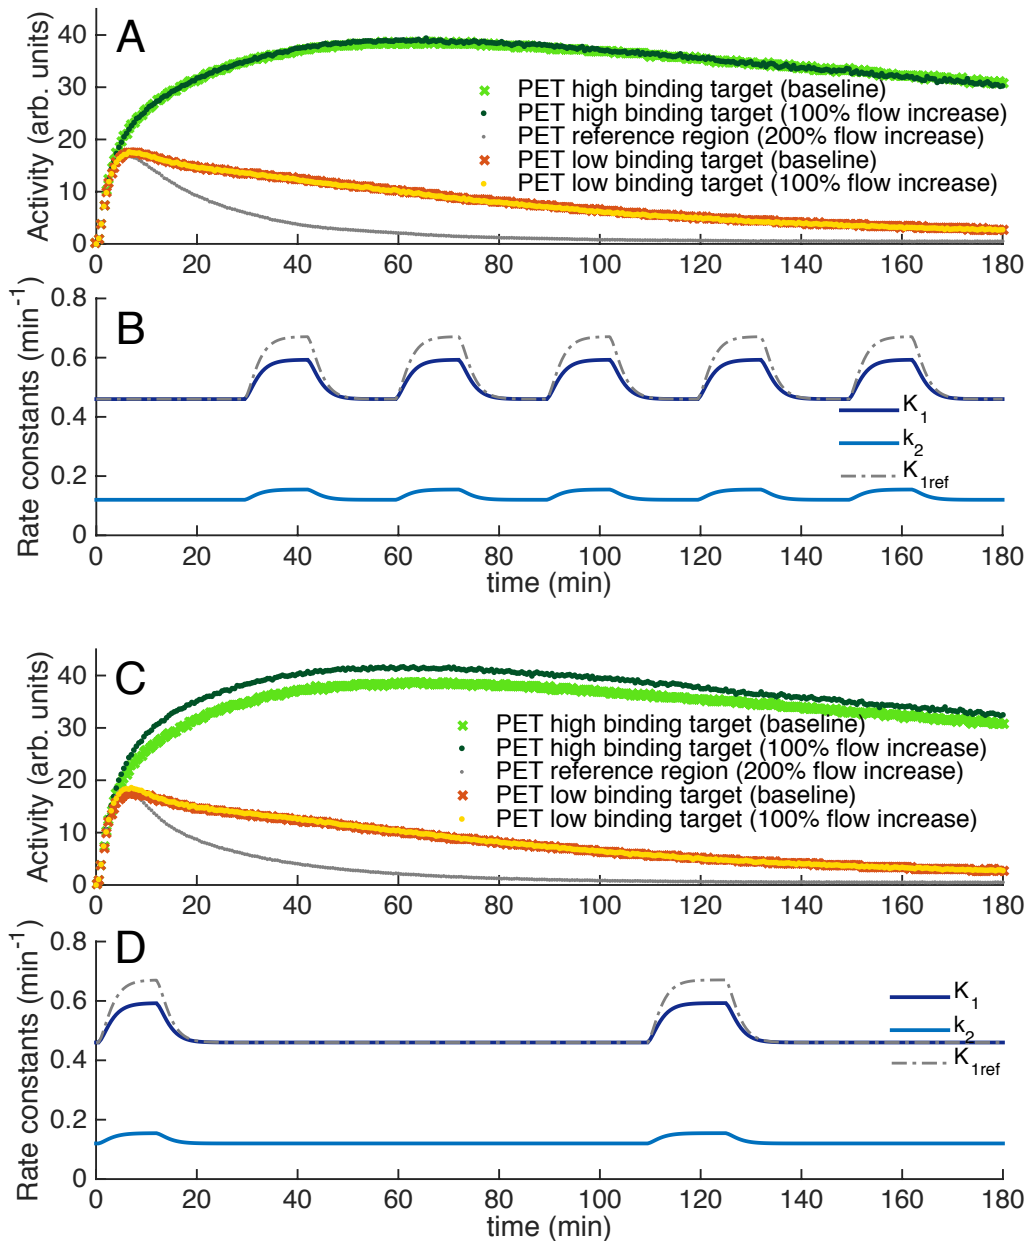 A
Activity (arb. units)
40
30
20
10
0
PET high binding target (baseline)
PET high binding target (100% flow increase)
PET reference region (200% flow increase)
PET low binding target (baseline)
PET low binding target (100% flow increase)
0 20 40 60 80 100 120 140 160 180
B
Rate constants (min⁻¹)
0.8
0.6
0.4
0.2
0
K₁
k₂
K₁ref
0 20 40 60 80 100 120 140 160 180
time (min)
C
Activity (arb. units)
40
30
20
10
0
PET high binding target (baseline)
PET high binding target (100% flow increase)
PET reference region (200% flow increase)
PET low binding target (baseline)
PET low binding target (100% flow increase)
0 20 40 60 80 100 120 140 160 180
D
Rate constants (min⁻¹)
0.8
0.6
0.4
0.2
0
K₁
k₂
K₁ref
0 20 40 60 80 100 120 140 160 180
time (min)